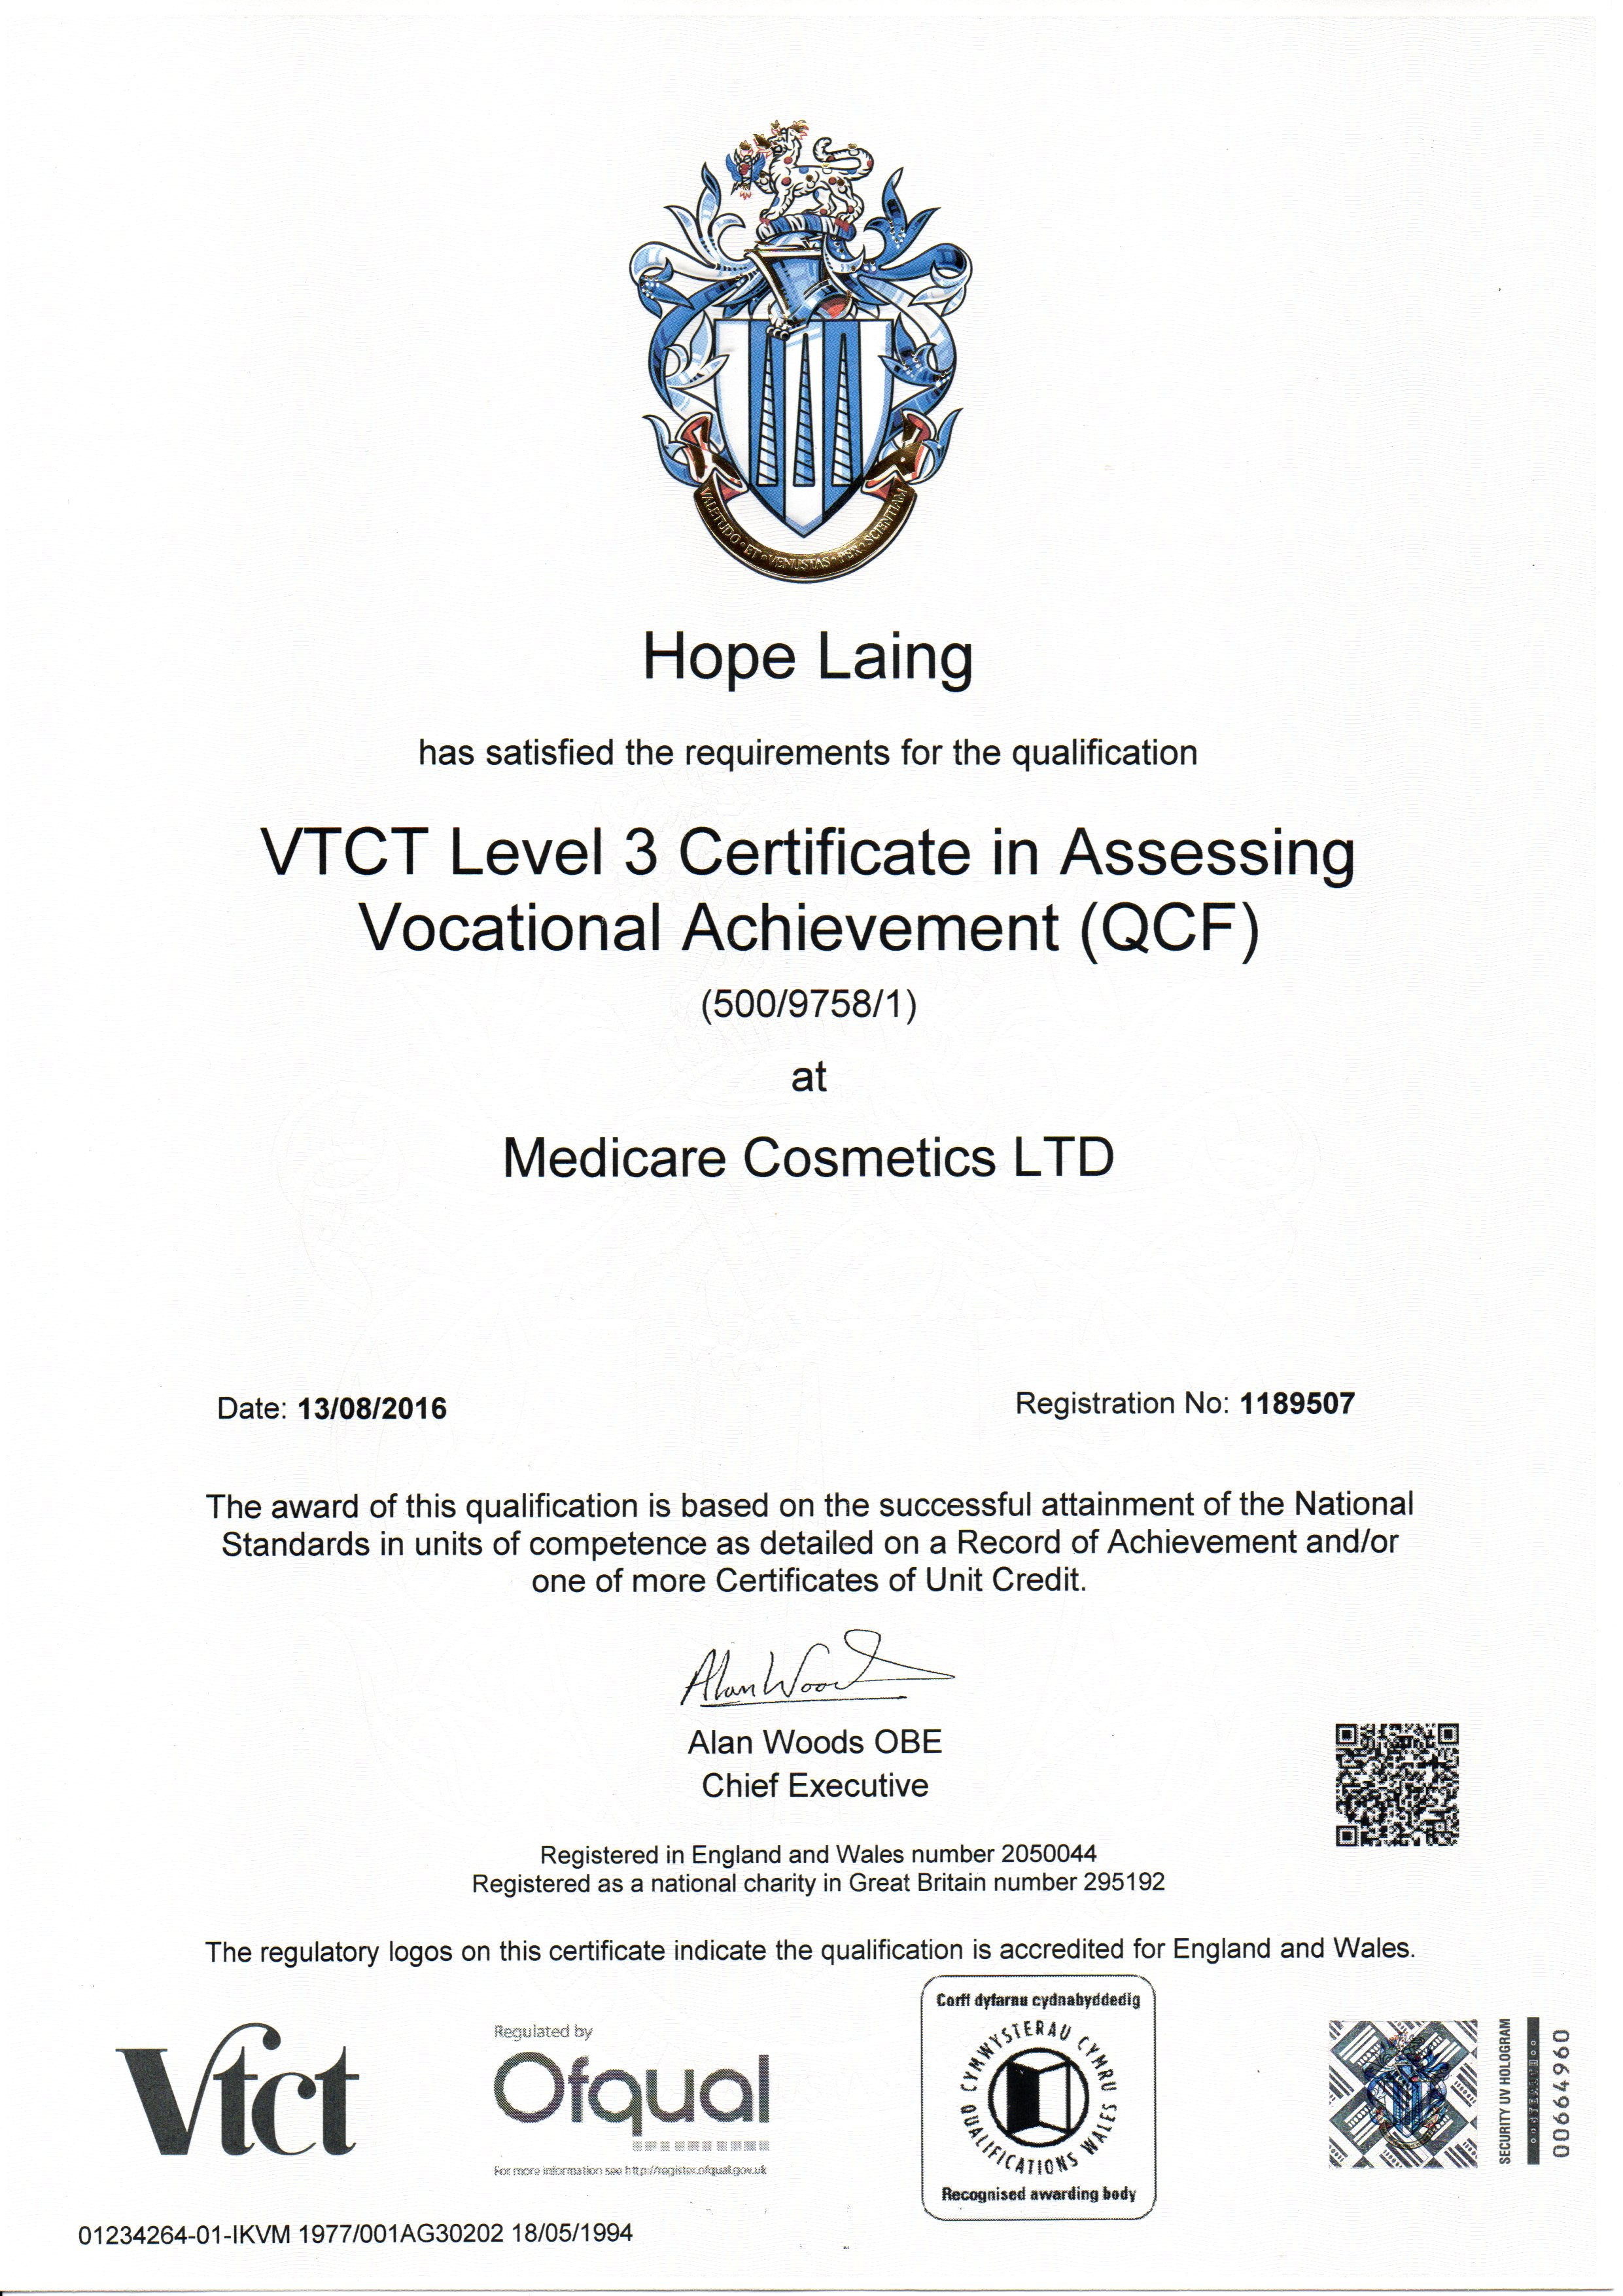 VALETUDO • ET • VENUSTAS • PER • SCIENTIAM
Hope Laing
has satisfied the requirements for the qualification
VTCT Level 3 Certificate in Assessing
Vocational Achievement (QCF)
(500/9758/1)
at
Medicare Cosmetics LTD
Date: 13/08/2016
Registration No: 1189507
The award of this qualification is based on the successful attainment of the National
Standards in units of competence as detailed on a Record of Achievement and/or
one of more Certificates of Unit Credit.
Alan Woods
Alan Woods OBE
Chief Executive
Registered in England and Wales number 2050044
Registered as a national charity in Great Britain number 295192
The regulatory logos on this certificate indicate the qualification is accredited for England and Wales.
Vtct
Regulated by
Ofqual
For more information see http://register.ofqual.gov.uk
Corff dyfarnu cydnabyddedig
CYMWYSTERAU CYMRU
QUALIFICATIONS WALES
Recognised awarding body
SECURITY UV HOLOGRAM
00664960
01234264-01-IKVM 1977/001AG30202 18/05/1994